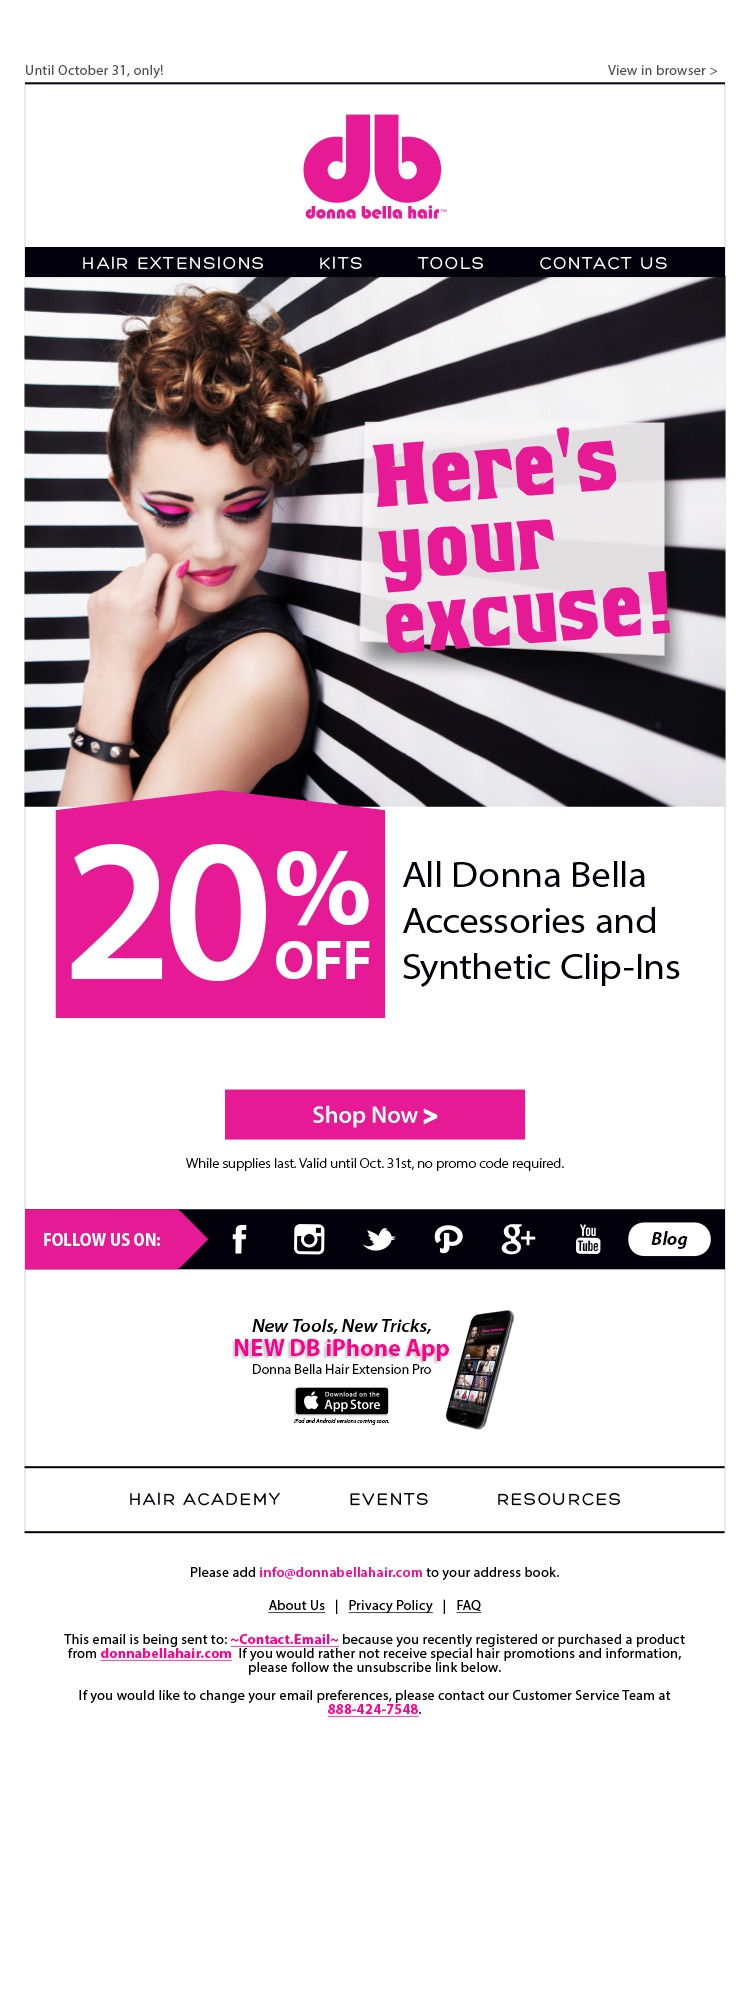 Until October 31, only!
View in browser >
db
donna bella hair™
HAIR EXTENSIONS KITS TOOLS CONTACT US
Here's
your
excuse!
20% OFF
All Donna Bella
Accessories and
Synthetic Clip-Ins
Shop Now >
While supplies last. Valid until Oct. 31st, no promo code required.
FOLLOW US ON: f P g+ You Tube Blog
New Tools, New Tricks,
NEW DB iPhone App
Donna Bella Hair Extension Pro
Download on the
App Store
iPad and Android versions coming soon.
HAIR ACADEMY EVENTS RESOURCES
Please add info@donnabellahair.com to your address book.
About Us | Privacy Policy | FAQ
This email is being sent to: ~Contact.Email~ because you recently registered or purchased a product
from donnabellahair.com If you would rather not receive special hair promotions and information,
please follow the unsubscribe link below.
If you would like to change your email preferences, please contact our Customer Service Team at
888-424-7548.